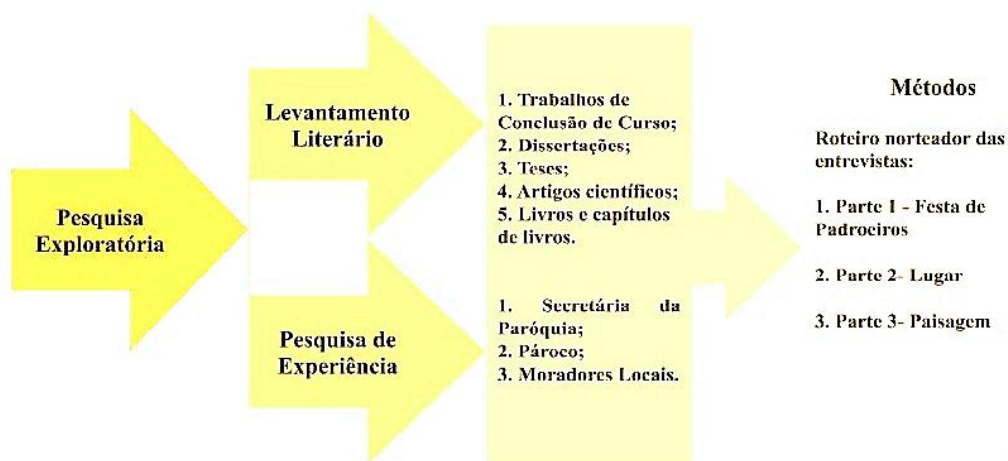 Pesquisa
Exploratória
Levantamento
Literário
Pesquisa de
Experiência
1. Trabalhos de
Conclusão de Curso;
2. Dissertações;
3. Teses;
4. Artigos científicos;
5. Livros e capítulos
de livros.
1. Secretária da
Paróquia;
2. Pároco;
3. Moradores Locais.
Métodos
Roteiro norteador das
entrevistas:
1. Parte 1 - Festa de
Padroeiros
2. Parte 2- Lugar
3. Parte 3- Paisagem